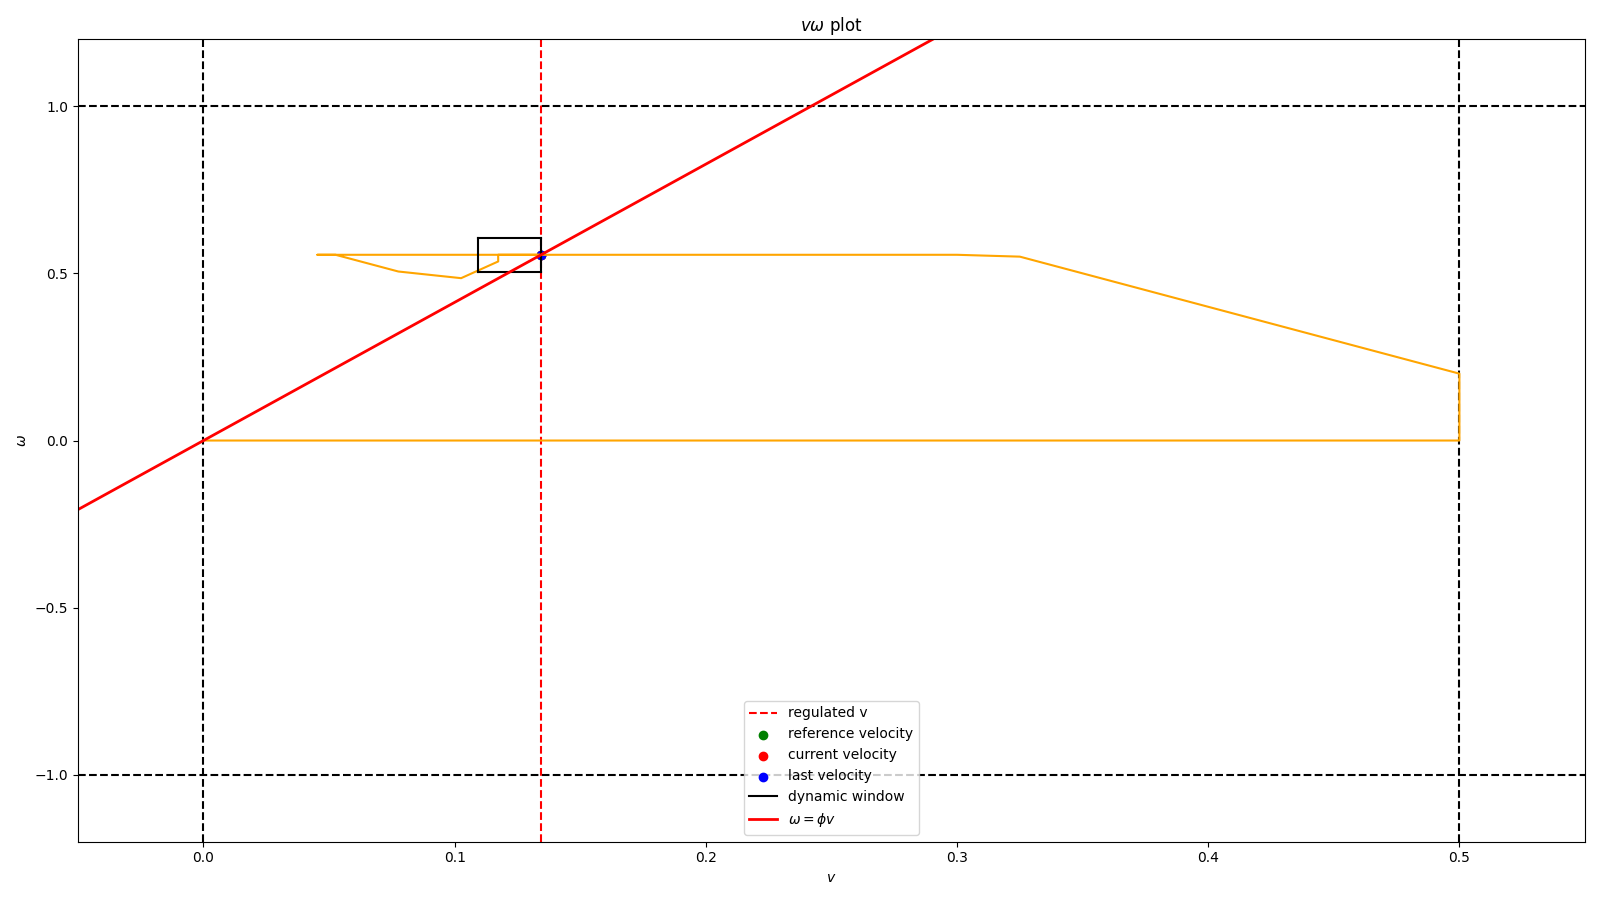 vω plot
1.0
0.5
0.0
−0.5
−1.0
ω
0.0 0.1 0.2 0.3 0.4 0.5
v
regulated v
reference velocity
current velocity
last velocity
dynamic window
ω = ϕv